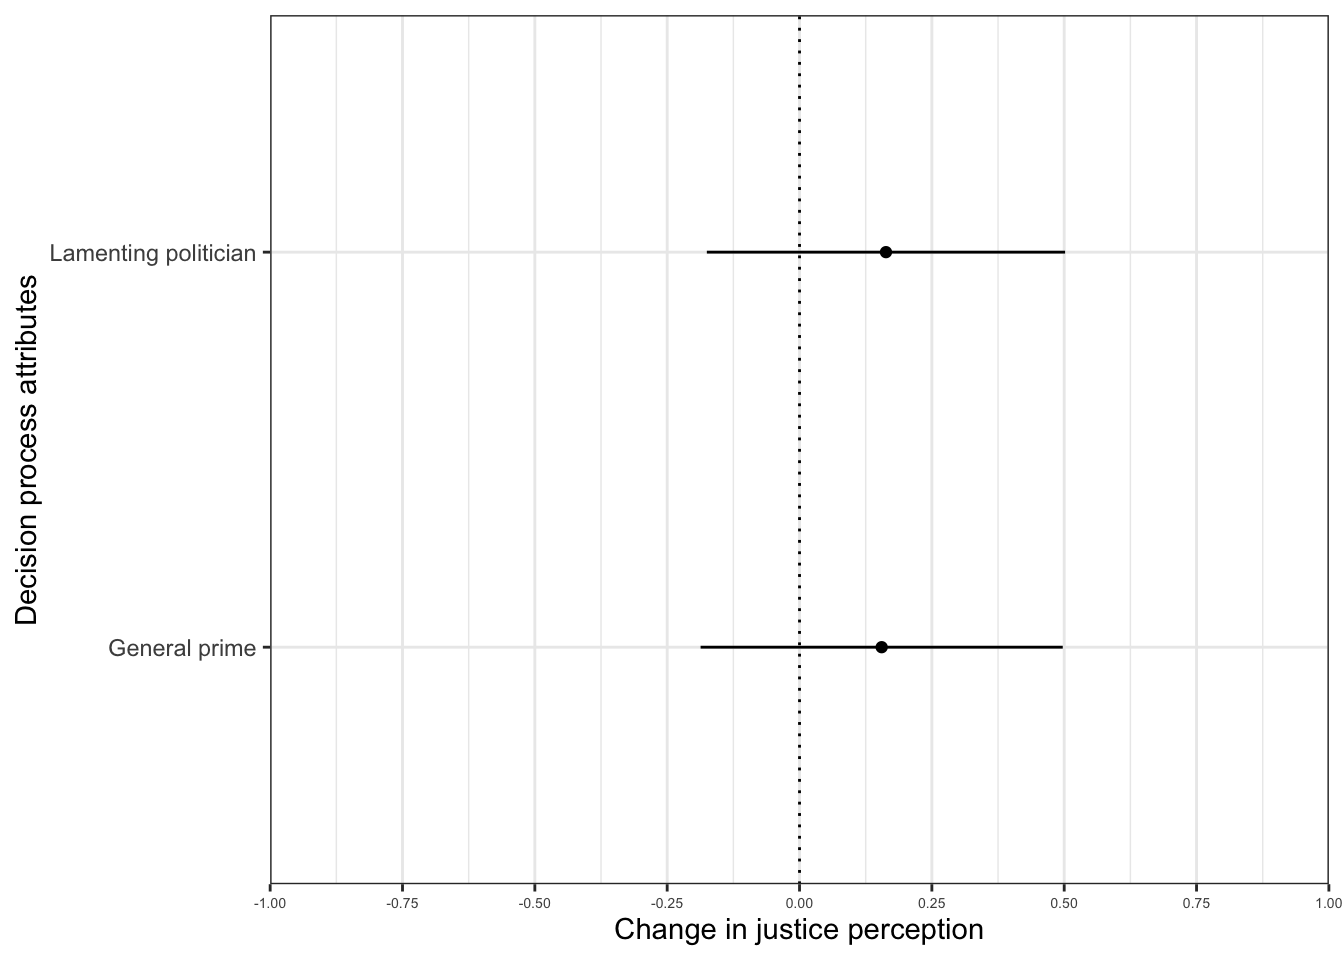 Decision process attributes
Lamenting politician
General prime
-1.00 -0.75 -0.50 -0.25 0.00 0.25 0.50 0.75 1.00
Change in justice perception